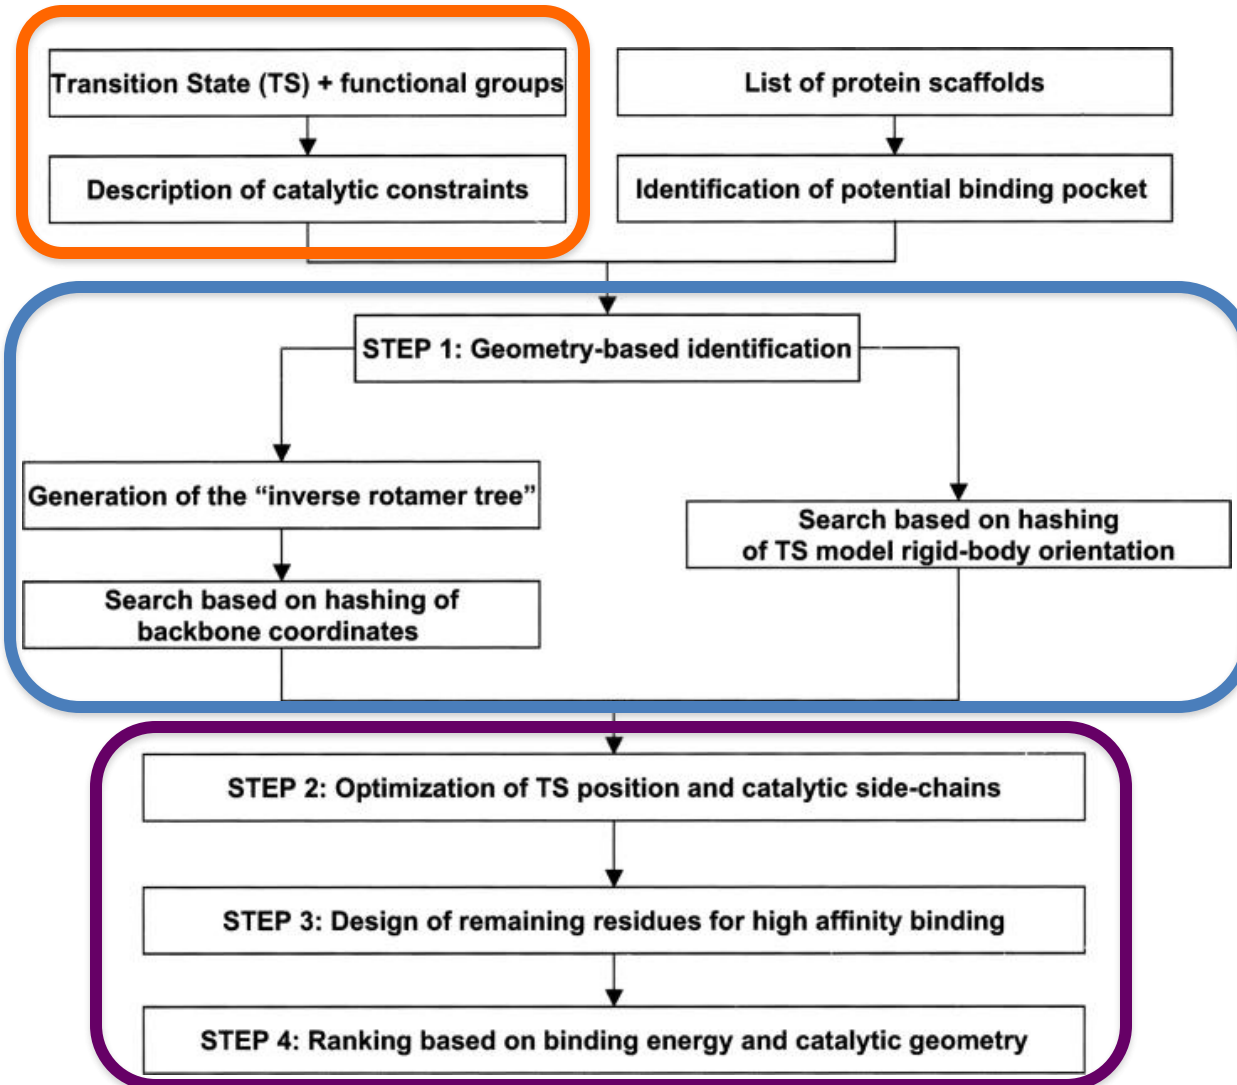 Transition State (TS) + functional groups
List of protein scaffolds
Description of catalytic constraints
Identification of potential binding pocket
STEP 1: Geometry-based identification
Generation of the “inverse rotamer tree”
Search based on hashing
of TS model rigid-body orientation
Search based on hashing of
backbone coordinates
STEP 2: Optimization of TS position and catalytic side-chains
STEP 3: Design of remaining residues for high affinity binding
STEP 4: Ranking based on binding energy and catalytic geometry